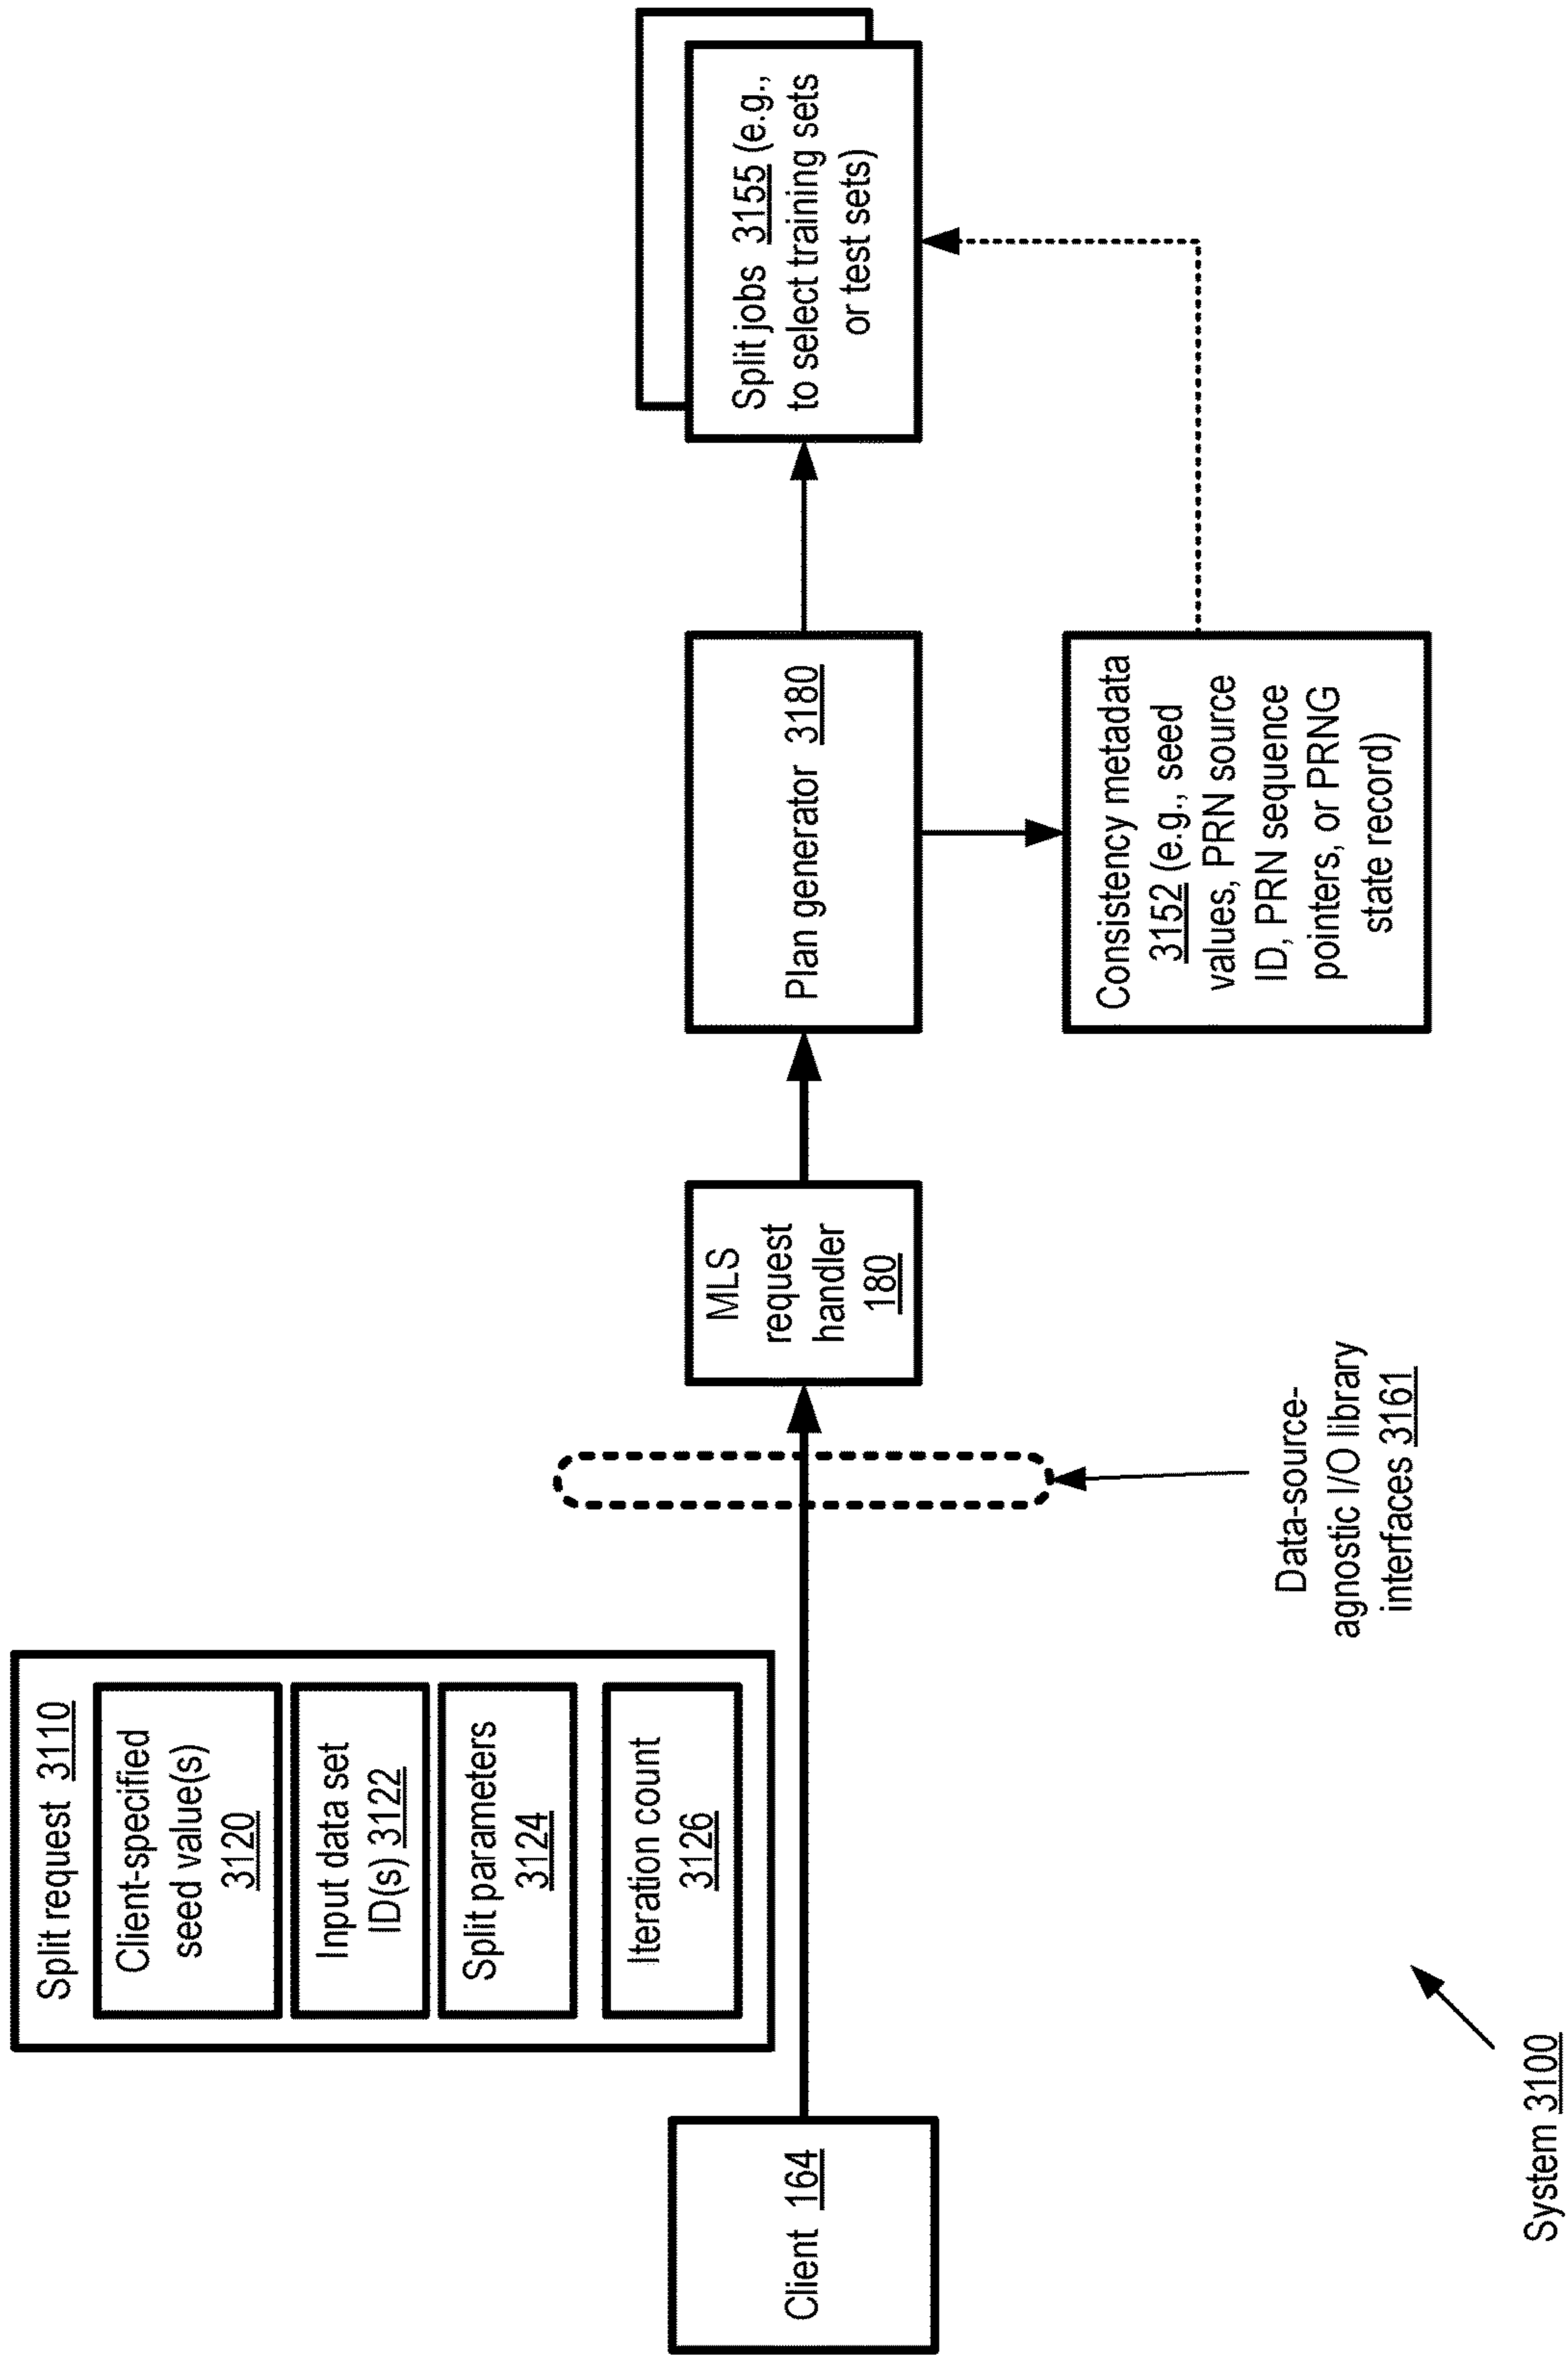 Split request 3110
Client-specified
seed value(s)
3120
Input data set
ID(s) 3122
Split parameters
3124
Iteration count
3126
Client 164
Data-source-
agnostic I/O library
interfaces 3161
MLS
request
handler
180
Plan generator 3180
Consistency metadata
3152 (e.g., seed
values, PRN source
ID, PRN sequence
pointers, or PRNG
state record)
Split jobs 3155 (e.g.,
to select training sets
or test sets)
System 3100